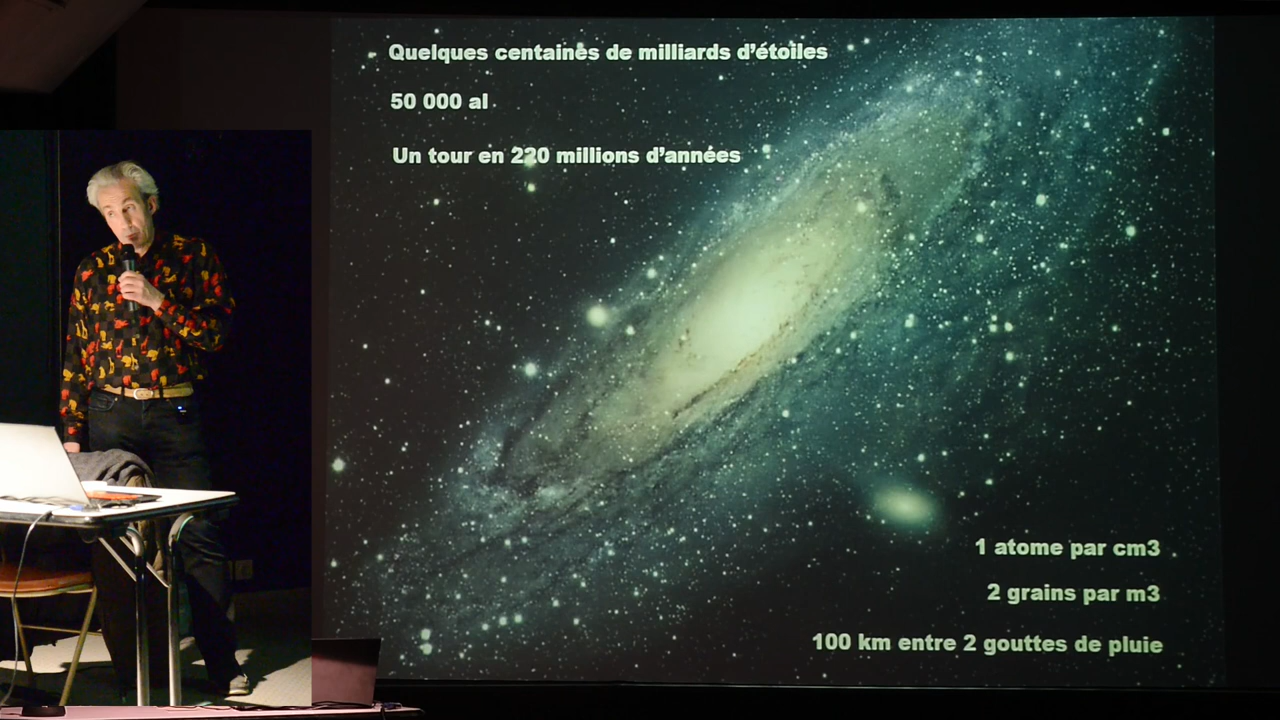 Quelques centaines de milliards d'étoiles
50 000 al
Un tour en 220 millions d'années
1 atome par cm3
2 grains par m3
100 km entre 2 gouttes de pluie